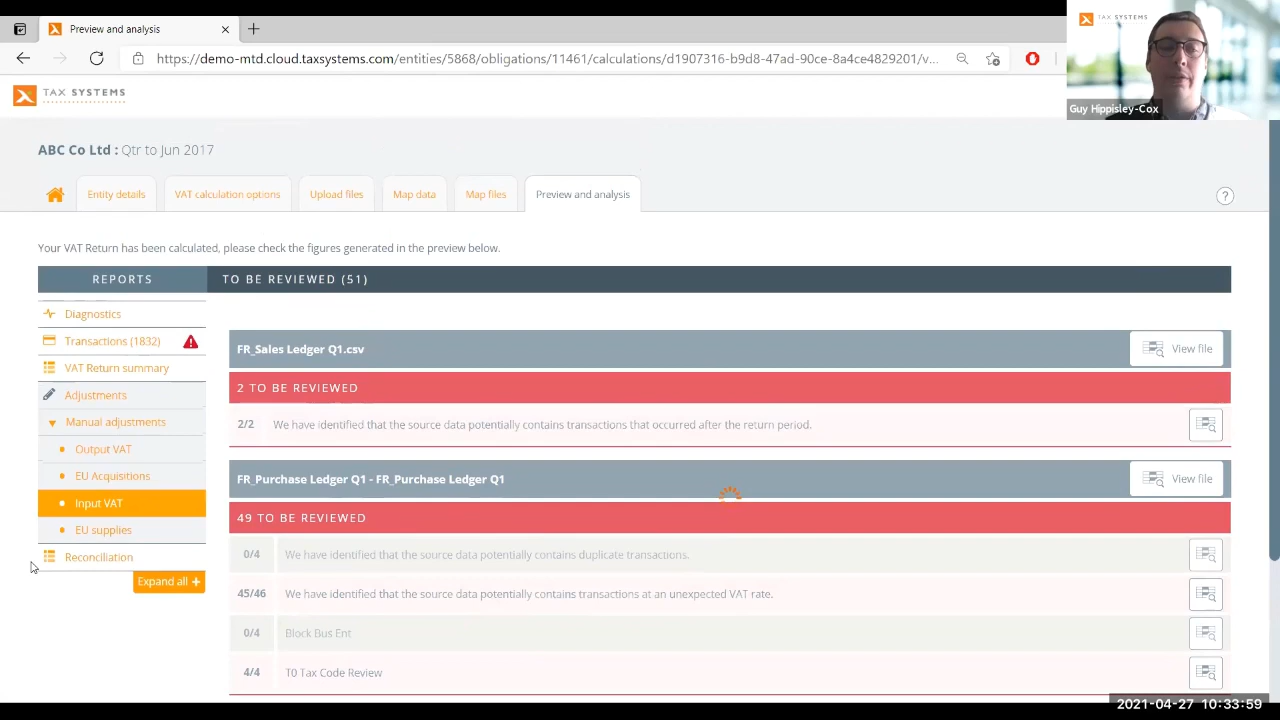 Preview and analysis
https://demo-mtd.cloud.taxsystems.com/entities/5868/obligations/11461/calculations/d1907316-b9d8-47ad-90ce-8a4ce4829201/v...
TAX SYSTEMS
Guy Hippisley-Cox
TAX SYSTEMS
ABC Co Ltd : Qtr to Jun 2017
Entity details
VAT calculation options
Upload files
Map data
Map files
Preview and analysis
?
Your VAT Return has been calculated, please check the figures generated in the preview below.
REPORTS
TO BE REVIEWED (51)
Diagnostics
Transactions (1832)
VAT Return summary
Adjustments
Manual adjustments
Output VAT
EU Acquisitions
Input VAT
EU supplies
Reconciliation
Expand all +
FR_Sales Ledger Q1.csv
View file
2 TO BE REVIEWED
2/2 We have identified that the source data potentially contains transactions that occurred after the return period.
FR_Purchase Ledger Q1 - FR_Purchase Ledger Q1
View file
49 TO BE REVIEWED
0/4 We have identified that the source data potentially contains duplicate transactions.
45/46 We have identified that the source data potentially contains transactions at an unexpected VAT rate.
0/4 Block Bus Ent
4/4 T0 Tax Code Review
2021-04-27 10:33:59